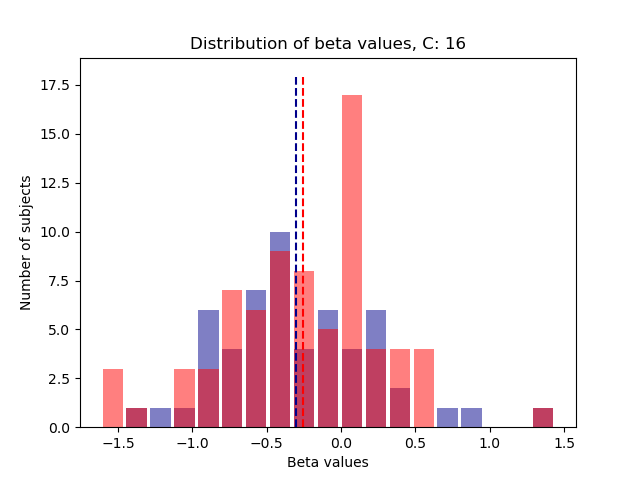 Distribution of beta values, C: 16
17.5
15.0
12.5
10.0
7.5
5.0
2.5
0.0
Number of subjects
−1.5 −1.0 −0.5 0.0 0.5 1.0 1.5
Beta values